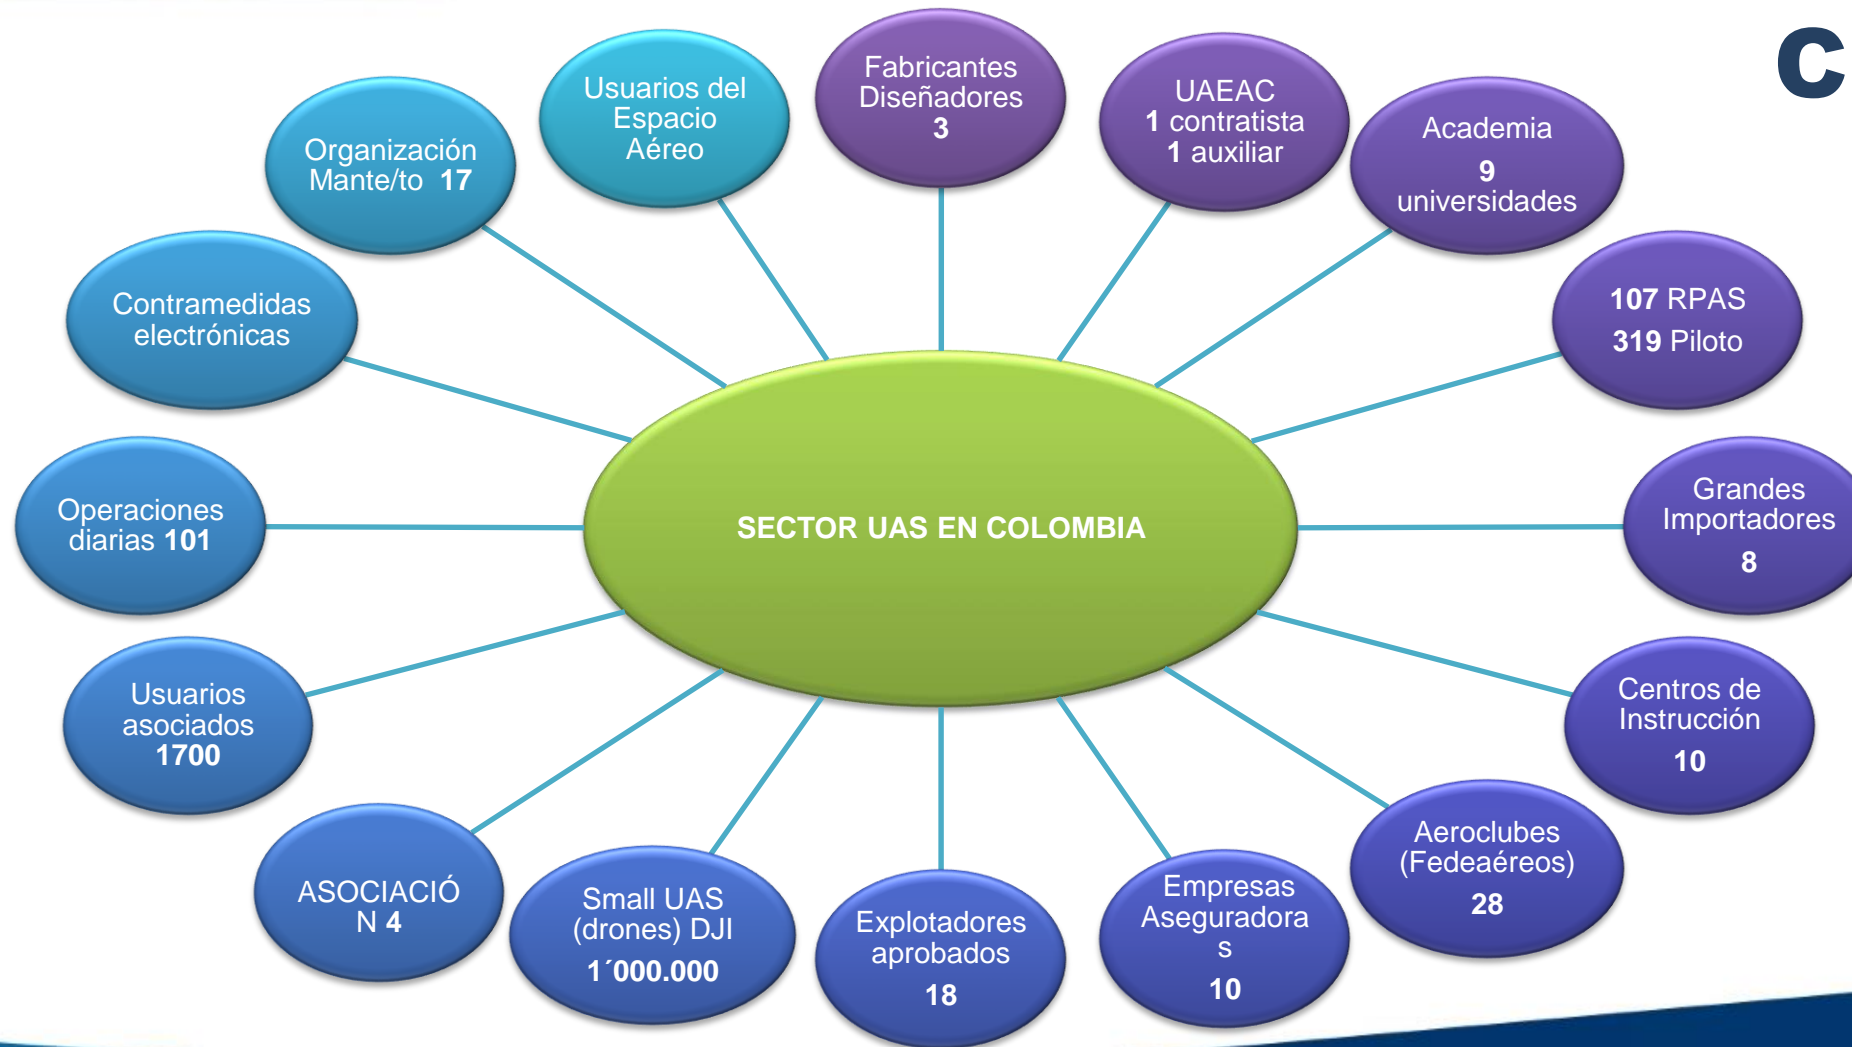 C
Fabricantes
Diseñadores
3
UAEAC
1 contratista
1 auxiliar
Academia
9
universidades
107 RPAS
319 Piloto
Grandes
Importadores
8
Centros de
Instrucción
10
Aeroclubes
(Fedeaéreos)
28
Empresas
Aseguradora
s
10
Explotadores
aprobados
18
Small UAS
(drones) DJI
1´000.000
ASOCIACIÓ
N 4
Usuarios
asociados
1700
Operaciones
diarias 101
Contramedidas
electrónicas
Organización
Mante/to 17
Usuarios del
Espacio
Aéreo
SECTOR UAS EN COLOMBIA